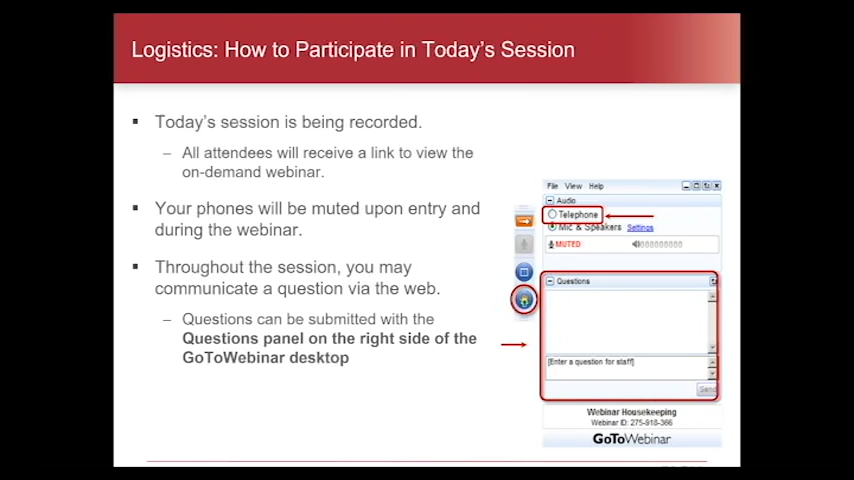 Logistics: How to Participate in Today's Session
▪ Today's session is being recorded.
– All attendees will receive a link to view the
on-demand webinar.
▪ Your phones will be muted upon entry and
during the webinar.
▪ Throughout the session, you may
communicate a question via the web.
– Questions can be submitted with the
Questions panel on the right side of the
GoToWebinar desktop
File View Help
Audio
Telephone
Mic & Speakers Settings
MUTED
Questions
[Enter a question for staff]
Send
Webinar Housekeeping
Webinar ID: 275-918-366
GoToWebinar